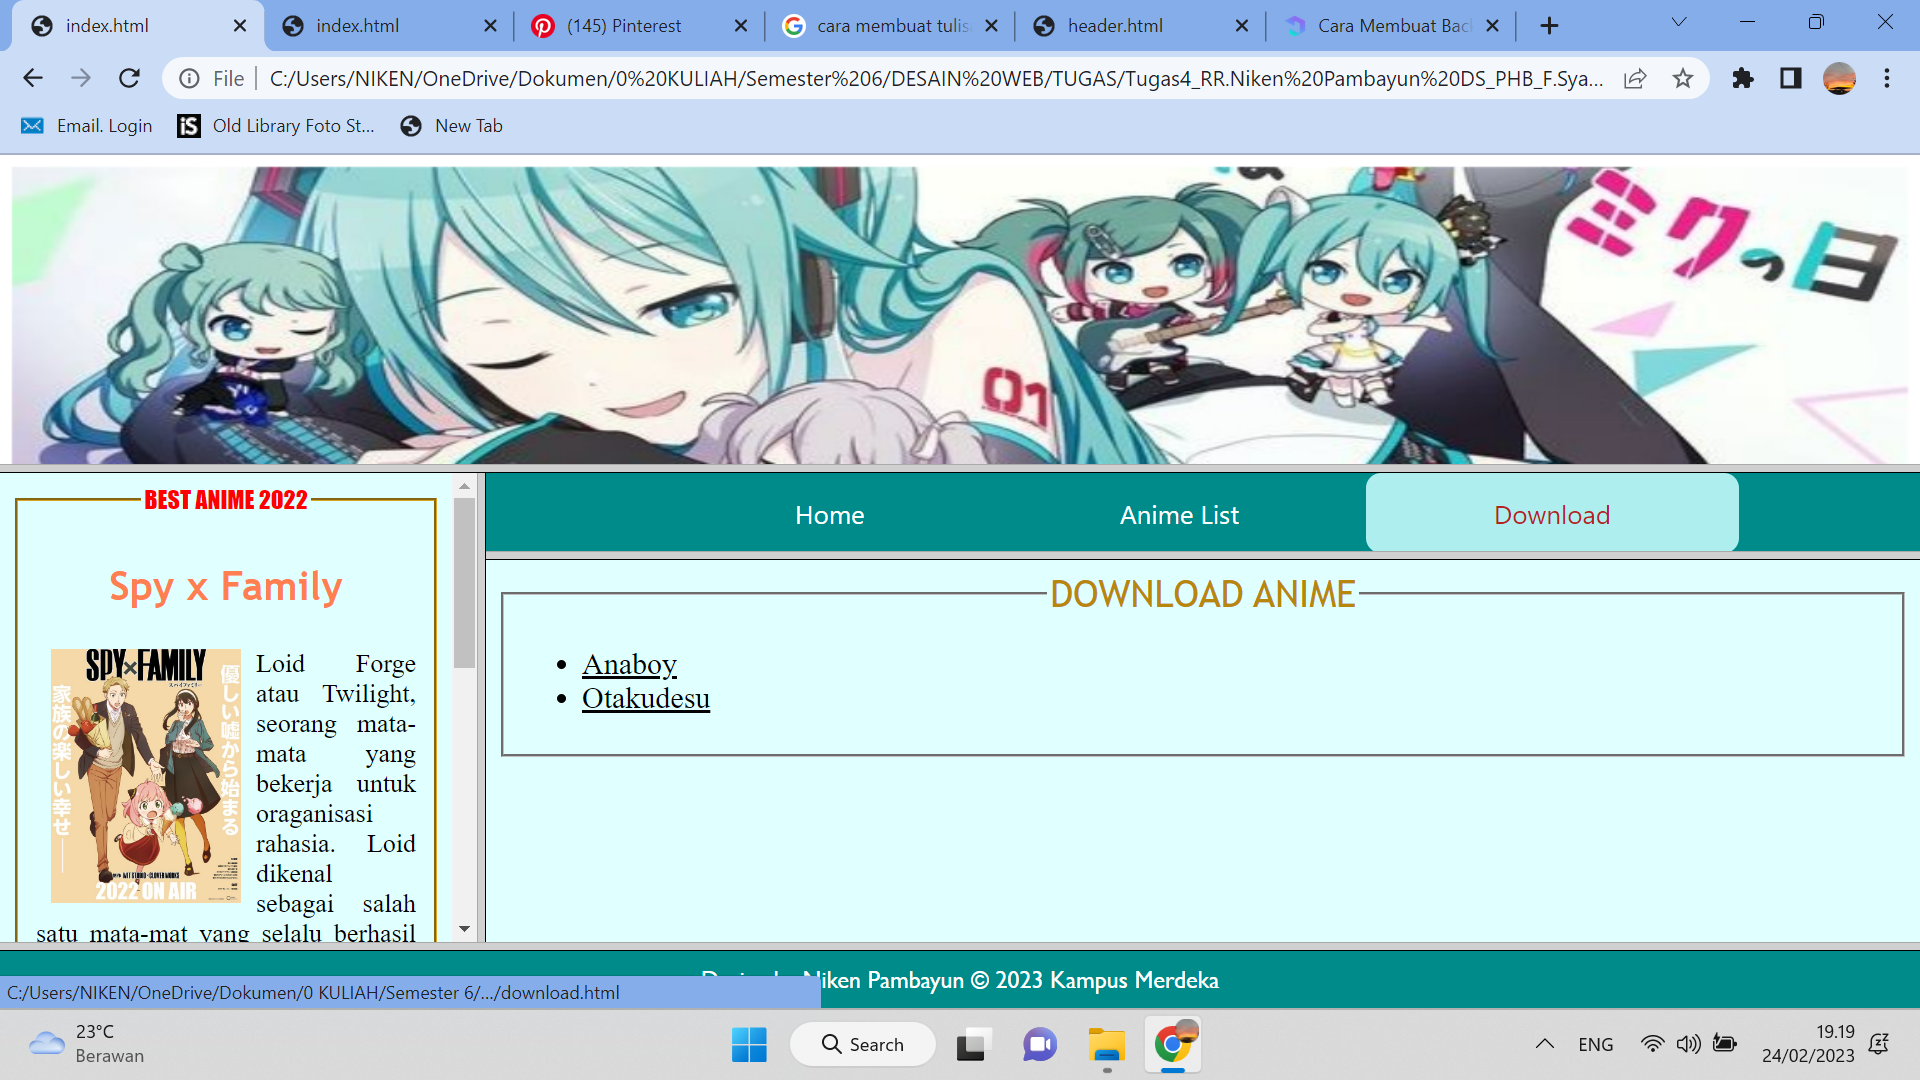 index.html
index.html
(145) Pinterest
cara membuat tulis
header.html
Cara Membuat Bac
File
C:/Users/NIKEN/OneDrive/Dokumen/0%20KULIAH/Semester%206/DESAIN%20WEB/TUGAS/Tugas4_RR.Niken%20Pambayun%20DS_PHB_F.Sya...
Email. Login
Old Library Foto St...
New Tab
ミクの日
01
BEST ANIME 2022
Spy x Family
SPY×FAMILY
優しい嘘から始まる
家族の楽しい幸せ
2022 ON AIR
Loid Forge
atau Twilight,
seorang mata-
mata yang
bekerja untuk
oraganisasi
rahasia. Loid
dikenal
sebagai salah
satu mata-mat yang selalu berhasil
Home
Anime List
Download
DOWNLOAD ANIME
Anaboy
Otakudesu
Niken Pambayun © 2023 Kampus Merdeka
C:/Users/NIKEN/OneDrive/Dokumen/0 KULIAH/Semester 6/.../download.html
23°C
Berawan
Search
ENG
19.19
24/02/2023